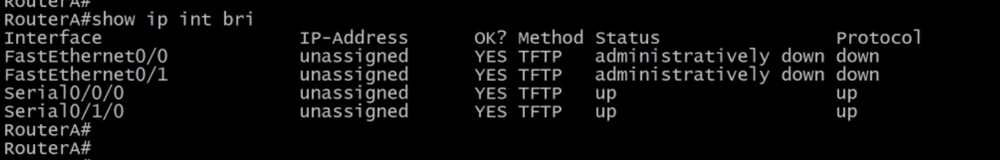 RouterA#
RouterA#show ip int bri
Interface                  IP-Address      OK? Method Status                Protocol
FastEthernet0/0            unassigned      YES TFTP   administratively down down
FastEthernet0/1            unassigned      YES TFTP   administratively down down
Serial0/0/0                unassigned      YES TFTP   up                    up
Serial0/1/0                unassigned      YES TFTP   up                    up
RouterA#
RouterA#